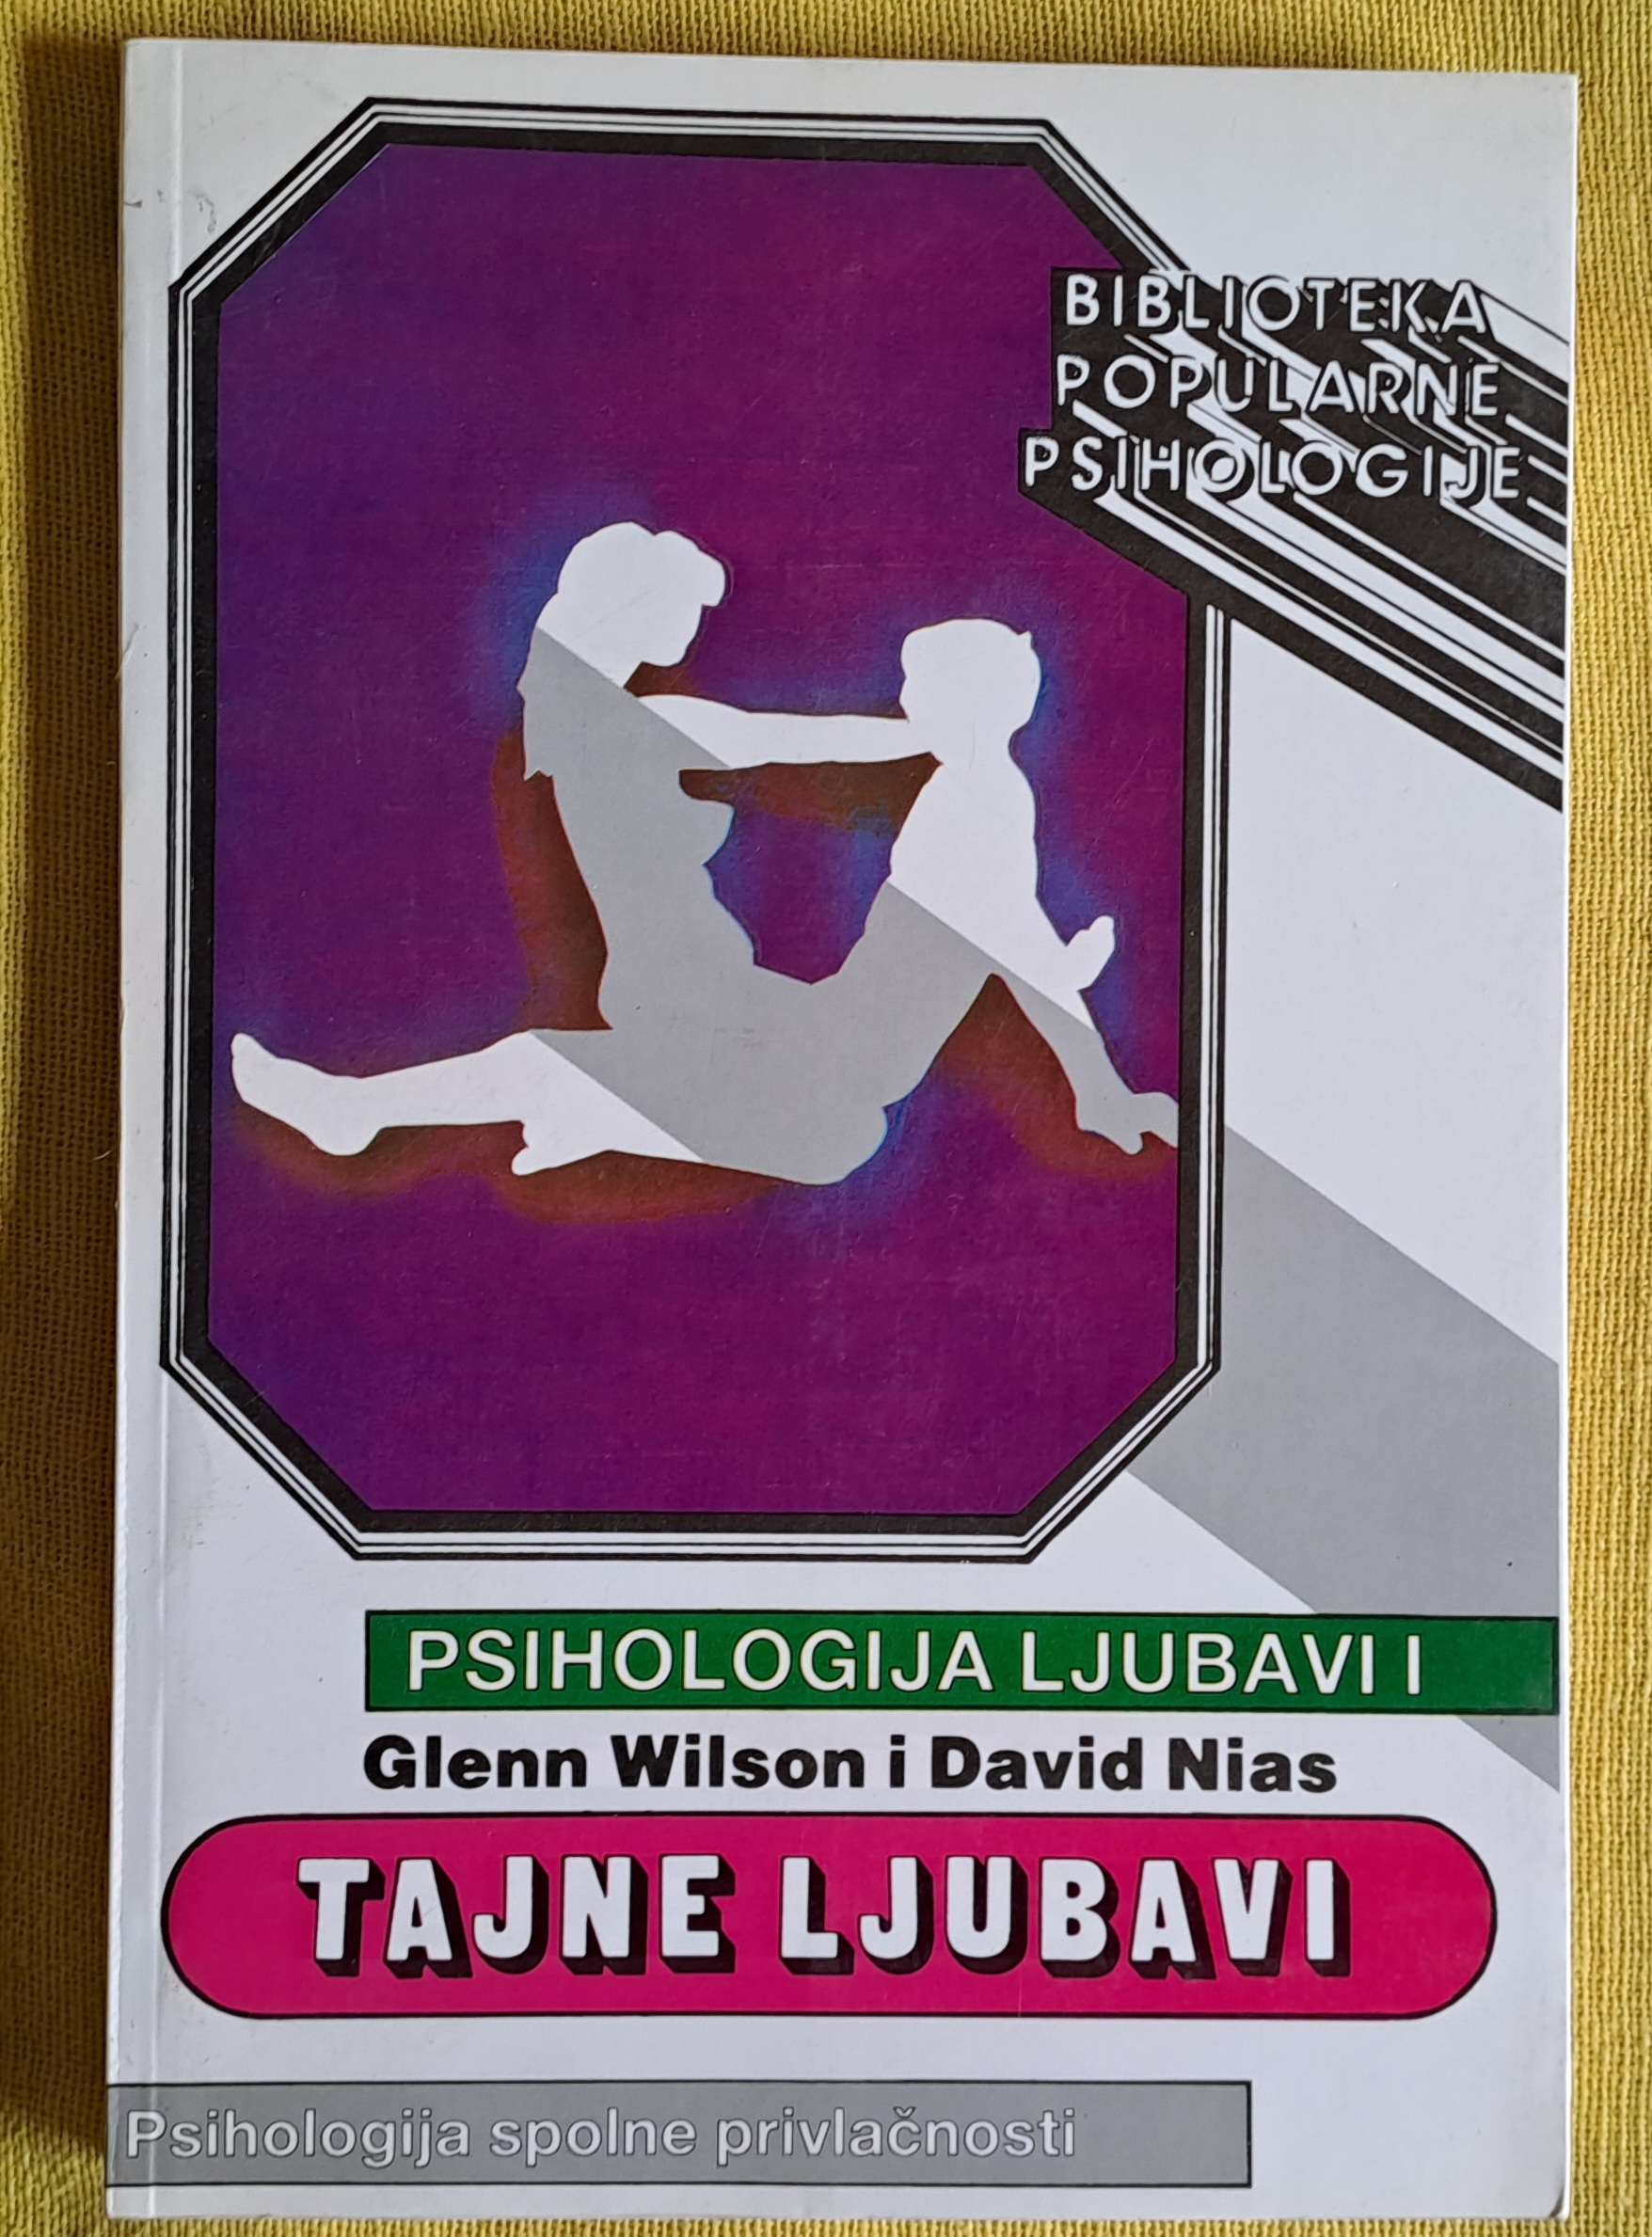 BIBLIOTEKA
POPULARNE
PSIHOLOGIJE
PSIHOLOGIJA LJUBAVI I
Glenn Wilson i David Nias
TAJNE LJUBAVI
Psihologija spolne privlačnosti